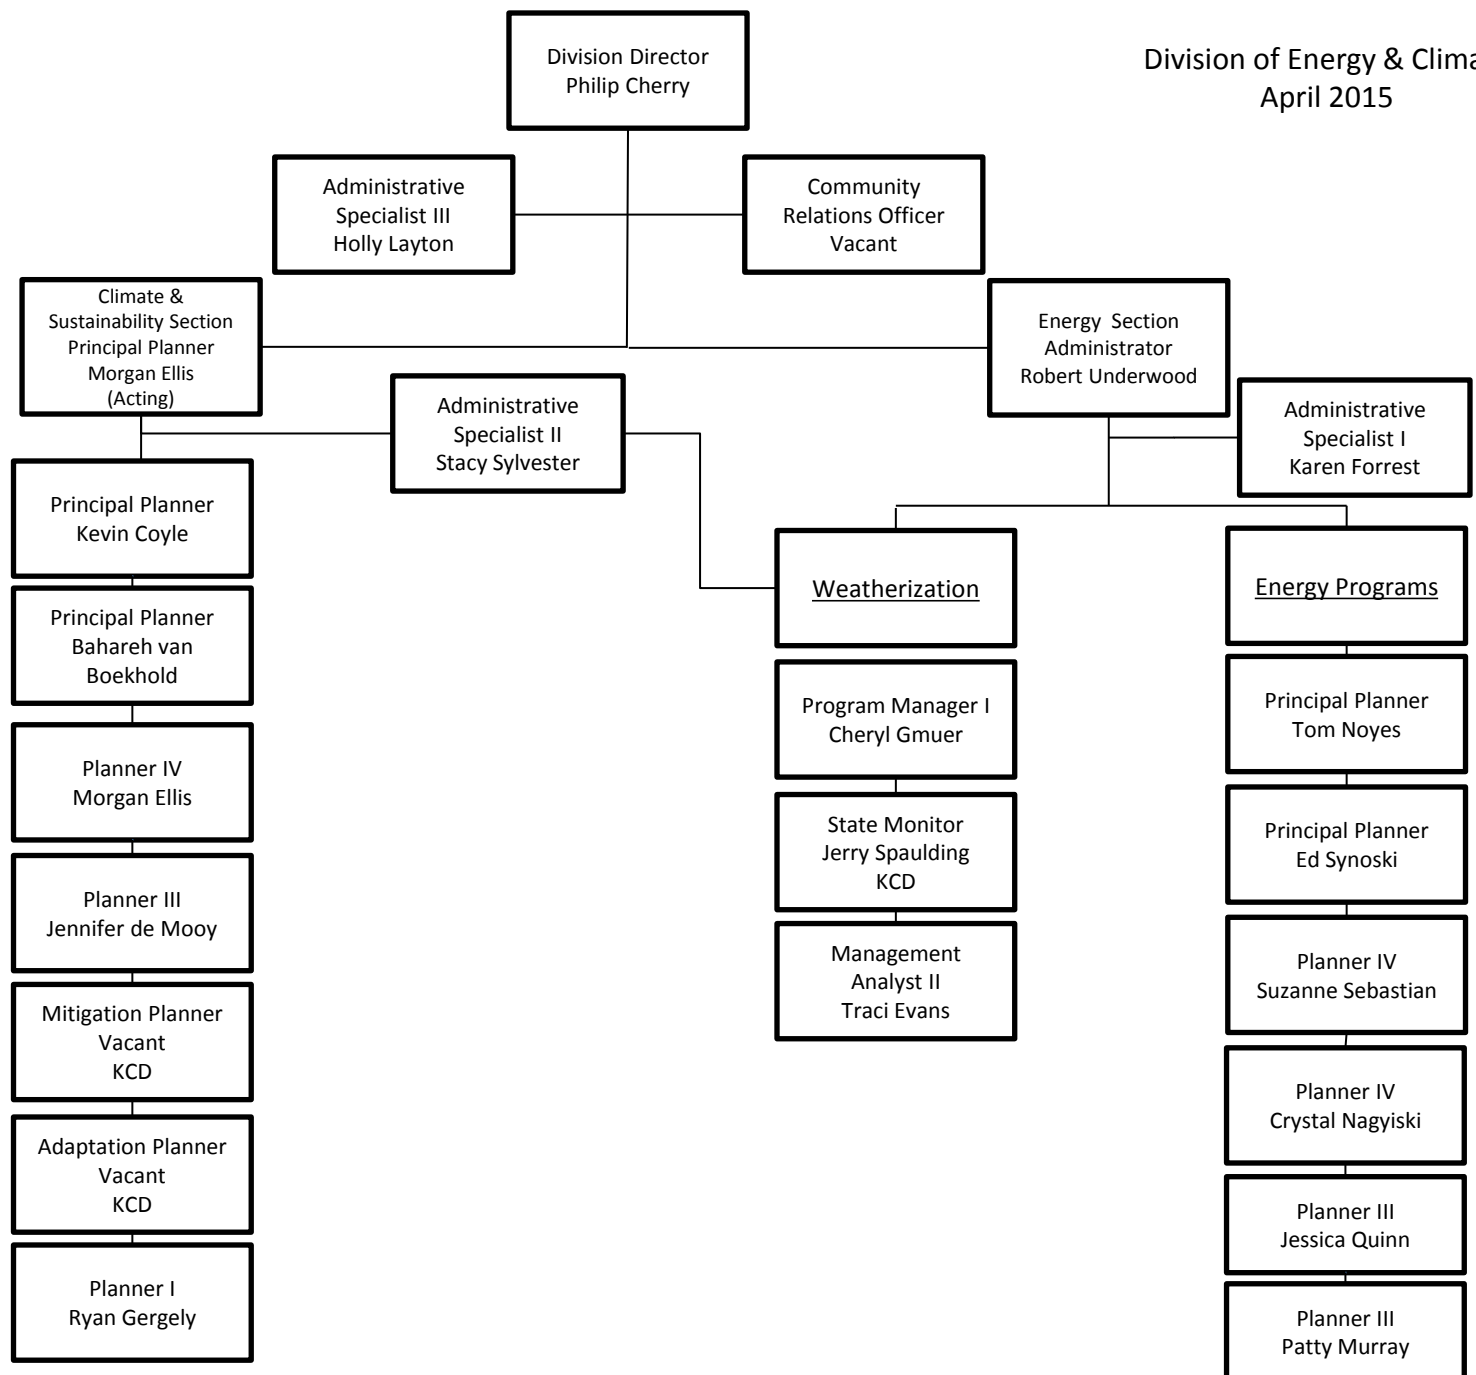 Division Director
Philip Cherry
Division of Energy & Clima
April 2015
Administrative
Specialist III
Holly Layton
Community
Relations Officer
Vacant
Climate &
Sustainability Section
Principal Planner
Morgan Ellis
(Acting)
Energy Section
Administrator
Robert Underwood
Administrative
Specialist II
Stacy Sylvester
Administrative
Specialist I
Karen Forrest
Principal Planner
Kevin Coyle
Principal Planner
Bahareh van
Boekhold
Planner IV
Morgan Ellis
Planner III
Jennifer de Mooy
Mitigation Planner
Vacant
KCD
Adaptation Planner
Vacant
KCD
Planner I
Ryan Gergely
Weatherization
Program Manager I
Cheryl Gmuer
State Monitor
Jerry Spaulding
KCD
Management
Analyst II
Traci Evans
Energy Programs
Principal Planner
Tom Noyes
Principal Planner
Ed Synoski
Planner IV
Suzanne Sebastian
Planner IV
Crystal Nagyiski
Planner III
Jessica Quinn
Planner III
Patty Murray